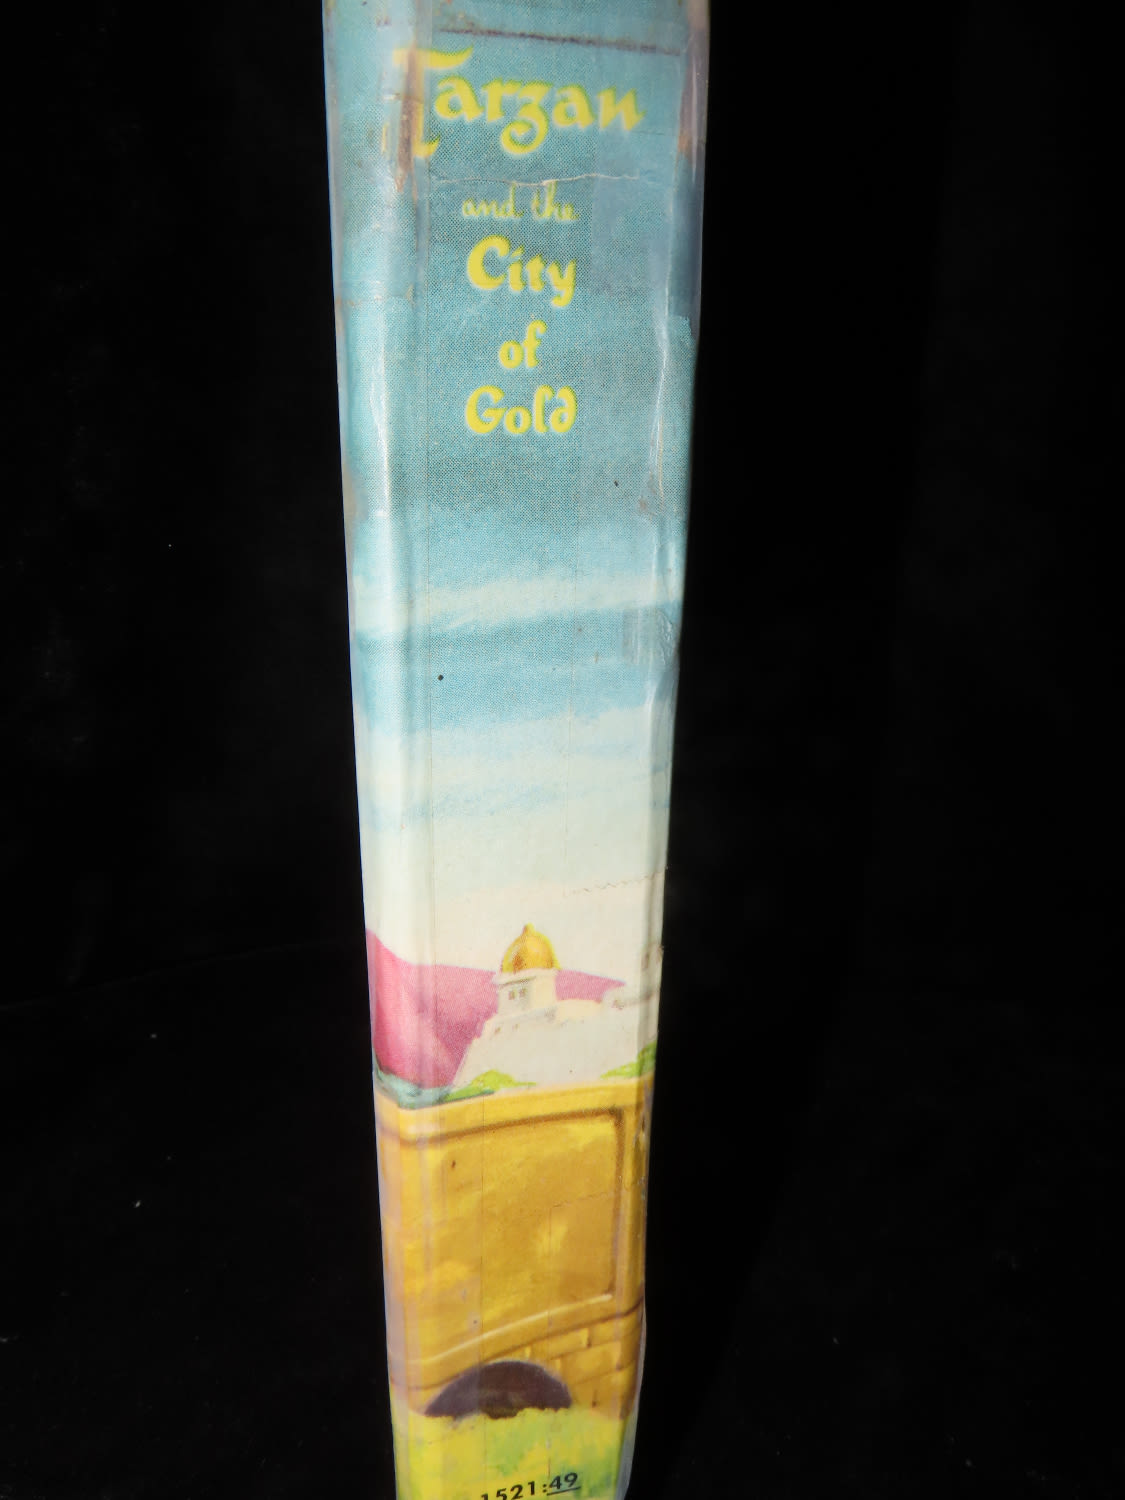 Tarzan
and the
City
of
Gold
1521:49